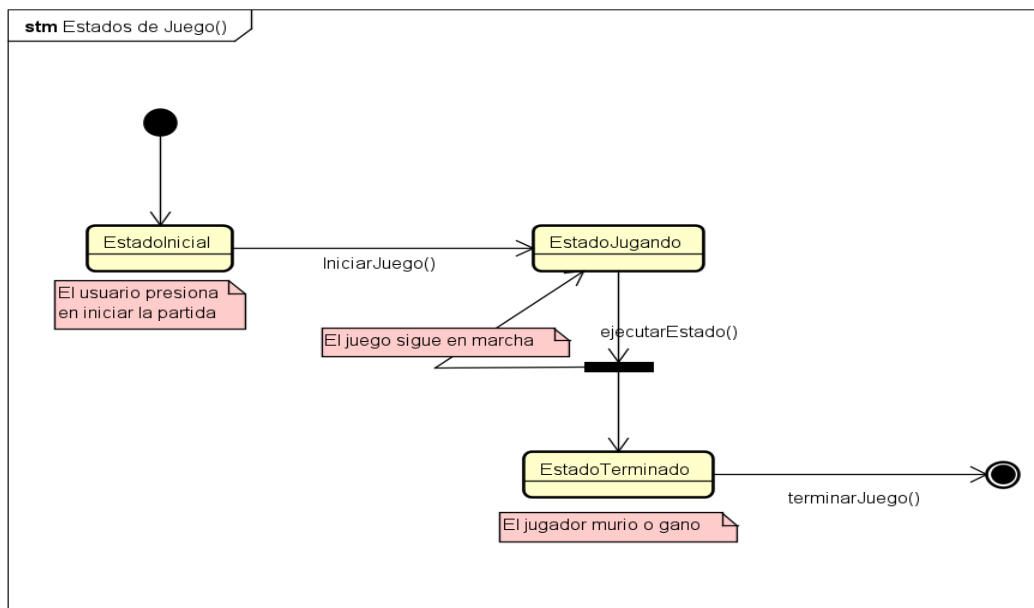 stm Estados de Juego()
EstadoInicial
EstadoJugando
IniciarJuego()
El usuario presiona
en iniciar la partida
El juego sigue en marcha
ejecutarEstado()
EstadoTerminado
terminarJuego()
El jugador murio o gano